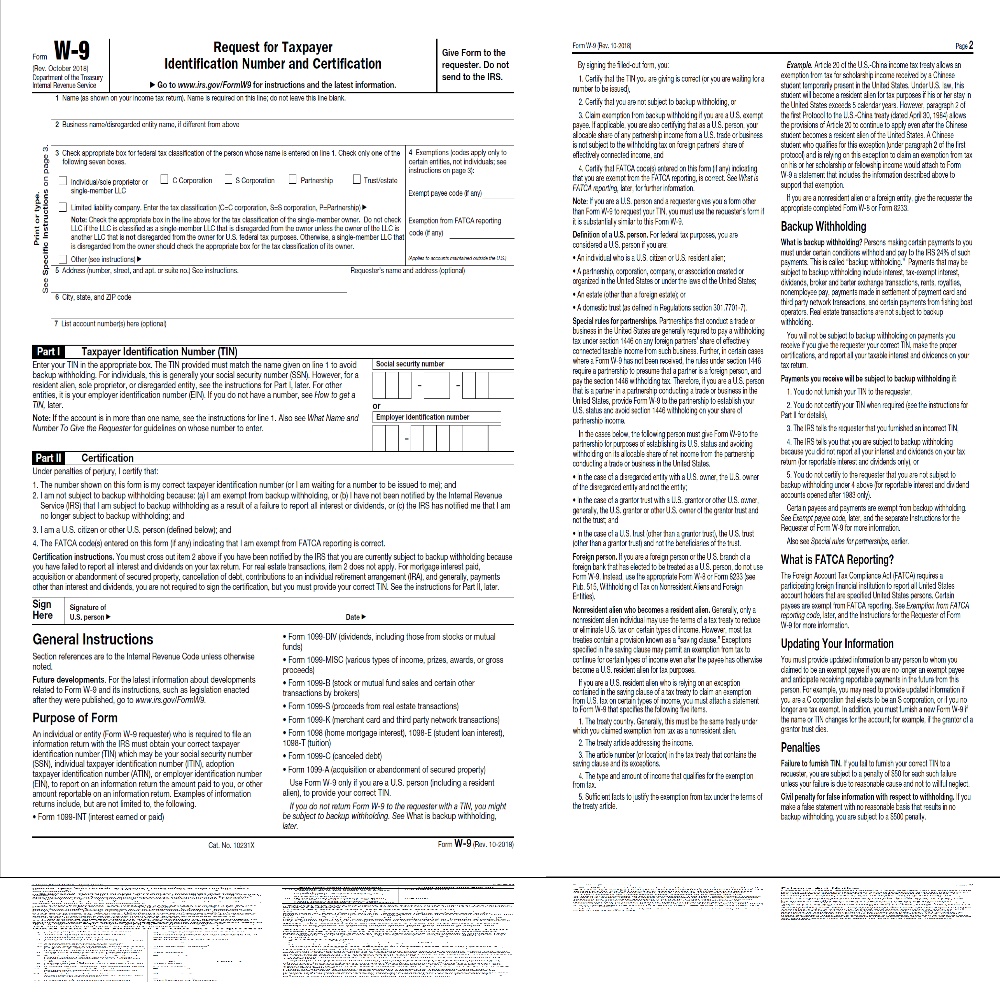 Form W-9
(Rev. October 2018)
Department of the Treasury
Internal Revenue Service
Request for Taxpayer
Identification Number and Certification
▶ Go to www.irs.gov/FormW9 for instructions and the latest information.
Give Form to the
requester. Do not
send to the IRS.
Print or type.
See Specific Instructions on page 3.
1 Name (as shown on your income tax return). Name is required on this line; do not leave this line blank.
2 Business name/disregarded entity name, if different from above
3 Check appropriate box for federal tax classification of the person whose name is entered on line 1. Check only one of the
following seven boxes.
Individual/sole proprietor or
single-member LLC
C Corporation
S Corporation
Partnership
Trust/estate
Limited liability company. Enter the tax classification (C=C corporation, S=S corporation, P=Partnership) ▶
Note: Check the appropriate box in the line above for the tax classification of the single-member owner. Do not check
LLC if the LLC is classified as a single-member LLC that is disregarded from the owner unless the owner of the LLC is
another LLC that is not disregarded from the owner for U.S. federal tax purposes. Otherwise, a single-member LLC that
is disregarded from the owner should check the appropriate box for the tax classification of its owner.
Other (see instructions) ▶
4 Exemptions (codes apply only to
certain entities, not individuals; see
instructions on page 3):
Exempt payee code (if any)
Exemption from FATCA reporting
code (if any)
(Applies to accounts maintained outside the U.S.)
5 Address (number, street, and apt. or suite no.) See instructions.
Requester's name and address (optional)
6 City, state, and ZIP code
7 List account number(s) here (optional)
Part I Taxpayer Identification Number (TIN)
Enter your TIN in the appropriate box. The TIN provided must match the name given on line 1 to avoid
backup withholding. For individuals, this is generally your social security number (SSN). However, for a
resident alien, sole proprietor, or disregarded entity, see the instructions for Part I, later. For other
entities, it is your employer identification number (EIN). If you do not have a number, see How to get a
TIN, later.
Note: If the account is in more than one name, see the instructions for line 1. Also see What Name and
Number To Give the Requester for guidelines on whose number to enter.
Social security number
– –
or
Employer identification number
–
Part II Certification
Under penalties of perjury, I certify that:
1. The number shown on this form is my correct taxpayer identification number (or I am waiting for a number to be issued to me); and
2. I am not subject to backup withholding because: (a) I am exempt from backup withholding, or (b) I have not been notified by the Internal Revenue
Service (IRS) that I am subject to backup withholding as a result of a failure to report all interest or dividends, or (c) the IRS has notified me that I am
no longer subject to backup withholding; and
3. I am a U.S. citizen or other U.S. person (defined below); and
4. The FATCA code(s) entered on this form (if any) indicating that I am exempt from FATCA reporting is correct.
Certification instructions. You must cross out item 2 above if you have been notified by the IRS that you are currently subject to backup withholding because
you have failed to report all interest and dividends on your tax return. For real estate transactions, item 2 does not apply. For mortgage interest paid,
acquisition or abandonment of secured property, cancellation of debt, contributions to an individual retirement arrangement (IRA), and generally, payments
other than interest and dividends, you are not required to sign the certification, but you must provide your correct TIN. See the instructions for Part II, later.
Sign
Here
Signature of
U.S. person ▶
Date ▶
General Instructions
Section references are to the Internal Revenue Code unless otherwise
noted.
Future developments. For the latest information about developments
related to Form W-9 and its instructions, such as legislation enacted
after they were published, go to www.irs.gov/FormW9.
Purpose of Form
An individual or entity (Form W-9 requester) who is required to file an
information return with the IRS must obtain your correct taxpayer
identification number (TIN) which may be your social security number
(SSN), individual taxpayer identification number (ITIN), adoption
taxpayer identification number (ATIN), or employer identification number
(EIN), to report on an information return the amount paid to you, or other
amount reportable on an information return. Examples of information
returns include, but are not limited to, the following.
• Form 1099-INT (interest earned or paid)
• Form 1099-DIV (dividends, including those from stocks or mutual
funds)
• Form 1099-MISC (various types of income, prizes, awards, or gross
proceeds)
• Form 1099-B (stock or mutual fund sales and certain other
transactions by brokers)
• Form 1099-S (proceeds from real estate transactions)
• Form 1099-K (merchant card and third party network transactions)
• Form 1098 (home mortgage interest), 1098-E (student loan interest),
1098-T (tuition)
• Form 1099-C (canceled debt)
• Form 1099-A (acquisition or abandonment of secured property)
Use Form W-9 only if you are a U.S. person (including a resident
alien), to provide your correct TIN.
If you do not return Form W-9 to the requester with a TIN, you might
be subject to backup withholding. See What is backup withholding,
later.
Cat. No. 10231X
Form W-9 (Rev. 10-2018)
Form W-9 (Rev. 10-2018)
Page 2
By signing the filled-out form, you:
1. Certify that the TIN you are giving is correct (or you are waiting for a
number to be issued),
2. Certify that you are not subject to backup withholding, or
3. Claim exemption from backup withholding if you are a U.S. exempt
payee. If applicable, you are also certifying that as a U.S. person, your
allocable share of any partnership income from a U.S. trade or business
is not subject to the withholding tax on foreign partners' share of
effectively connected income, and
4. Certify that FATCA code(s) entered on this form (if any) indicating
that you are exempt from the FATCA reporting, is correct. See What is
FATCA reporting, later, for further information.
Note: If you are a U.S. person and a requester gives you a form other
than Form W-9 to request your TIN, you must use the requester's form if
it is substantially similar to this Form W-9.
Definition of a U.S. person. For federal tax purposes, you are
considered a U.S. person if you are:
• An individual who is a U.S. citizen or U.S. resident alien;
• A partnership, corporation, company, or association created or
organized in the United States or under the laws of the United States;
• An estate (other than a foreign estate); or
• A domestic trust (as defined in Regulations section 301.7701-7).
Special rules for partnerships. Partnerships that conduct a trade or
business in the United States are generally required to pay a withholding
tax under section 1446 on any foreign partners' share of effectively
connected taxable income from such business. Further, in certain cases
where a Form W-9 has not been received, the rules under section 1446
require a partnership to presume that a partner is a foreign person, and
pay the section 1446 withholding tax. Therefore, if you are a U.S. person
that is a partner in a partnership conducting a trade or business in the
United States, provide Form W-9 to the partnership to establish your
U.S. status and avoid section 1446 withholding on your share of
partnership income.
In the cases below, the following person must give Form W-9 to the
partnership for purposes of establishing its U.S. status and avoiding
withholding on its allocable share of net income from the partnership
conducting a trade or business in the United States.
• In the case of a disregarded entity with a U.S. owner, the U.S. owner
of the disregarded entity and not the entity;
• In the case of a grantor trust with a U.S. grantor or other U.S. owner,
generally, the U.S. grantor or other U.S. owner of the grantor trust and
not the trust; and
• In the case of a U.S. trust (other than a grantor trust), the U.S. trust
(other than a grantor trust) and not the beneficiaries of the trust.
Foreign person. If you are a foreign person or the U.S. branch of a
foreign bank that has elected to be treated as a U.S. person, do not use
Form W-9. Instead, use the appropriate Form W-8 or Form 8233 (see
Pub. 515, Withholding of Tax on Nonresident Aliens and Foreign
Entities).
Nonresident alien who becomes a resident alien. Generally, only a
nonresident alien individual may use the terms of a tax treaty to reduce
or eliminate U.S. tax on certain types of income. However, most tax
treaties contain a provision known as a "saving clause." Exceptions
specified in the saving clause may permit an exemption from tax to
continue for certain types of income even after the payee has otherwise
become a U.S. resident alien for tax purposes.
If you are a U.S. resident alien who is relying on an exception
contained in the saving clause of a tax treaty to claim an exemption
from U.S. tax on certain types of income, you must attach a statement
to Form W-9 that specifies the following five items.
1. The treaty country. Generally, this must be the same treaty under
which you claimed exemption from tax as a nonresident alien.
2. The treaty article addressing the income.
3. The article number (or location) in the tax treaty that contains the
saving clause and its exceptions.
4. The type and amount of income that qualifies for the exemption
from tax.
5. Sufficient facts to justify the exemption from tax under the terms of
the treaty article.
Example. Article 20 of the U.S.-China income tax treaty allows an
exemption from tax for scholarship income received by a Chinese
student temporarily present in the United States. Under U.S. law, this
student will become a resident alien for tax purposes if his or her stay in
the United States exceeds 5 calendar years. However, paragraph 2 of
the first Protocol to the U.S.-China treaty (dated April 30, 1984) allows
the provisions of Article 20 to continue to apply even after the Chinese
student becomes a resident alien of the United States. A Chinese
student who qualifies for this exception (under paragraph 2 of the first
protocol) and is relying on this exception to claim an exemption from tax
on his or her scholarship or fellowship income would attach to Form
W-9 a statement that includes the information described above to
support that exemption.
If you are a nonresident alien or a foreign entity, give the requester the
appropriate completed Form W-8 or Form 8233.
Backup Withholding
What is backup withholding? Persons making certain payments to you
must under certain conditions withhold and pay to the IRS 24% of such
payments. This is called "backup withholding." Payments that may be
subject to backup withholding include interest, tax-exempt interest,
dividends, broker and barter exchange transactions, rents, royalties,
nonemployee pay, payments made in settlement of payment card and
third party network transactions, and certain payments from fishing boat
operators. Real estate transactions are not subject to backup
withholding.
You will not be subject to backup withholding on payments you
receive if you give the requester your correct TIN, make the proper
certifications, and report all your taxable interest and dividends on your
tax return.
Payments you receive will be subject to backup withholding if:
1. You do not furnish your TIN to the requester,
2. You do not certify your TIN when required (see the instructions for
Part II for details),
3. The IRS tells the requester that you furnished an incorrect TIN,
4. The IRS tells you that you are subject to backup withholding
because you did not report all your interest and dividends on your tax
return (for reportable interest and dividends only), or
5. You do not certify to the requester that you are not subject to
backup withholding under 4 above (for reportable interest and dividend
accounts opened after 1983 only).
Certain payees and payments are exempt from backup withholding.
See Exempt payee code, later, and the separate Instructions for the
Requester of Form W-9 for more information.
Also see Special rules for partnerships, earlier.
What is FATCA Reporting?
The Foreign Account Tax Compliance Act (FATCA) requires a
participating foreign financial institution to report all United States
account holders that are specified United States persons. Certain
payees are exempt from FATCA reporting. See Exemption from FATCA
reporting code, later, and the Instructions for the Requester of Form
W-9 for more information.
Updating Your Information
You must provide updated information to any person to whom you
claimed to be an exempt payee if you are no longer an exempt payee
and anticipate receiving reportable payments in the future from this
person. For example, you may need to provide updated information if
you are a C corporation that elects to be an S corporation, or if you no
longer are tax exempt. In addition, you must furnish a new Form W-9 if
the name or TIN changes for the account; for example, if the grantor of a
grantor trust dies.
Penalties
Failure to furnish TIN. If you fail to furnish your correct TIN to a
requester, you are subject to a penalty of $50 for each such failure
unless your failure is due to reasonable cause and not to willful neglect.
Civil penalty for false information with respect to withholding. If you
make a false statement with no reasonable basis that results in no
backup withholding, you are subject to a $500 penalty.